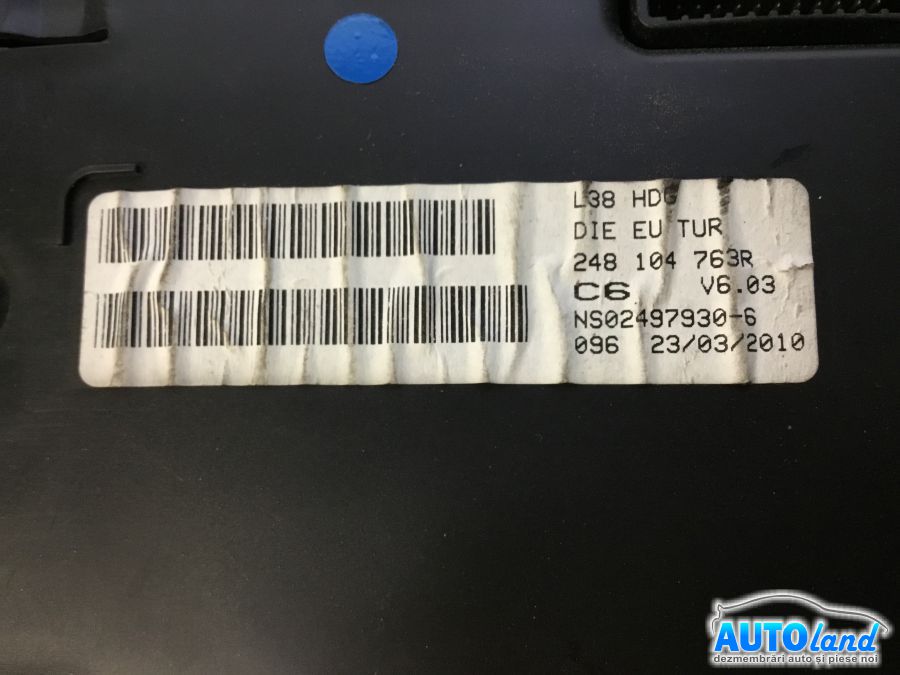 L38 HDG
DIE EU TUR
248 104 763R
C6 V6.03
NS02497930-6
096 23/03/2010
AUTOland
dezmembrări auto și piese noi